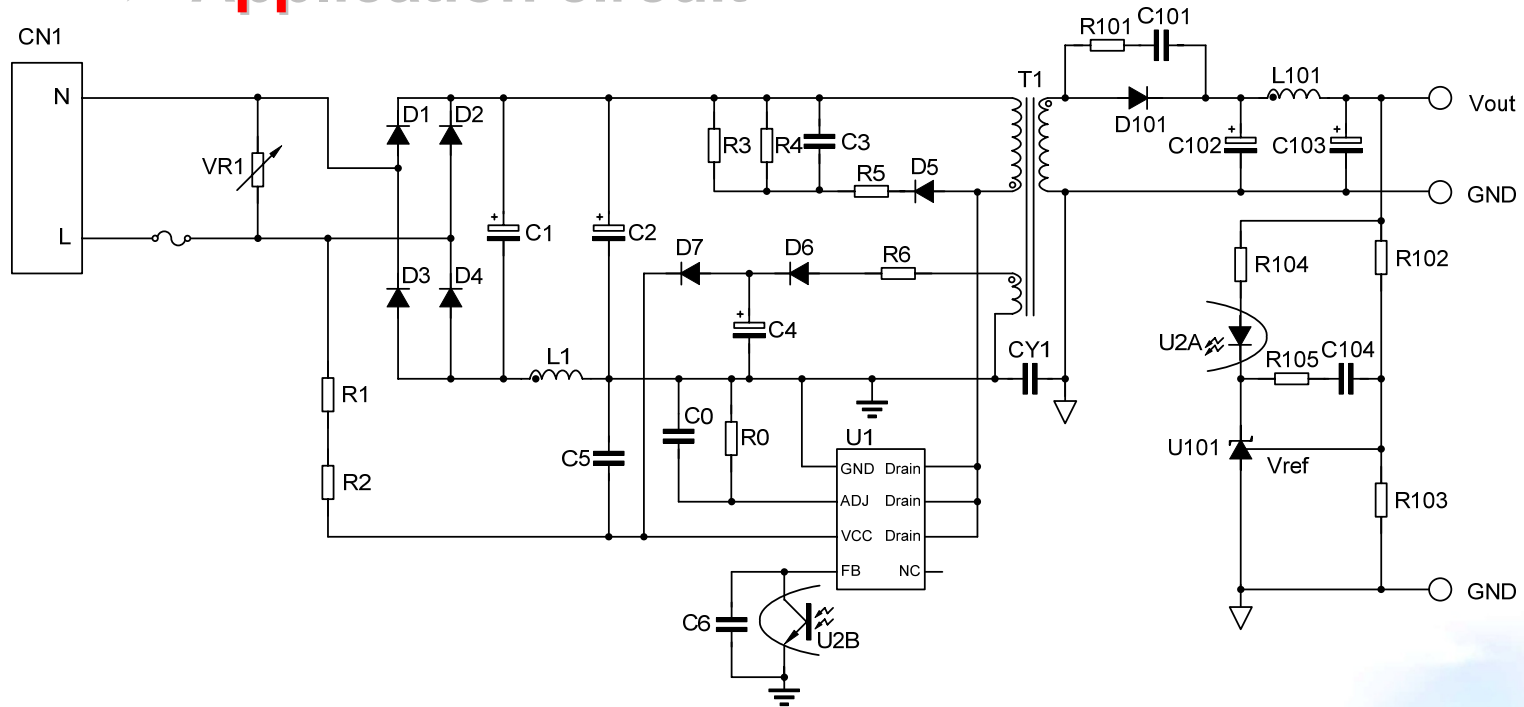 Application circuit
CN1
N
L
VR1
D1
D2
D3
D4
C1
C2
L1
R1
R2
C5
R3
R4
C3
R5
D5
D7
D6
R6
C4
T1
CY1
C0
R0
U1
GND
ADJ
VCC
FB
Drain
Drain
Drain
NC
C6
U2B
R101
C101
D101
L101
C102
C103
Vout
GND
R104
R102
U2A
R105
C104
U101
Vref
R103
GND
+
+
+
+
+